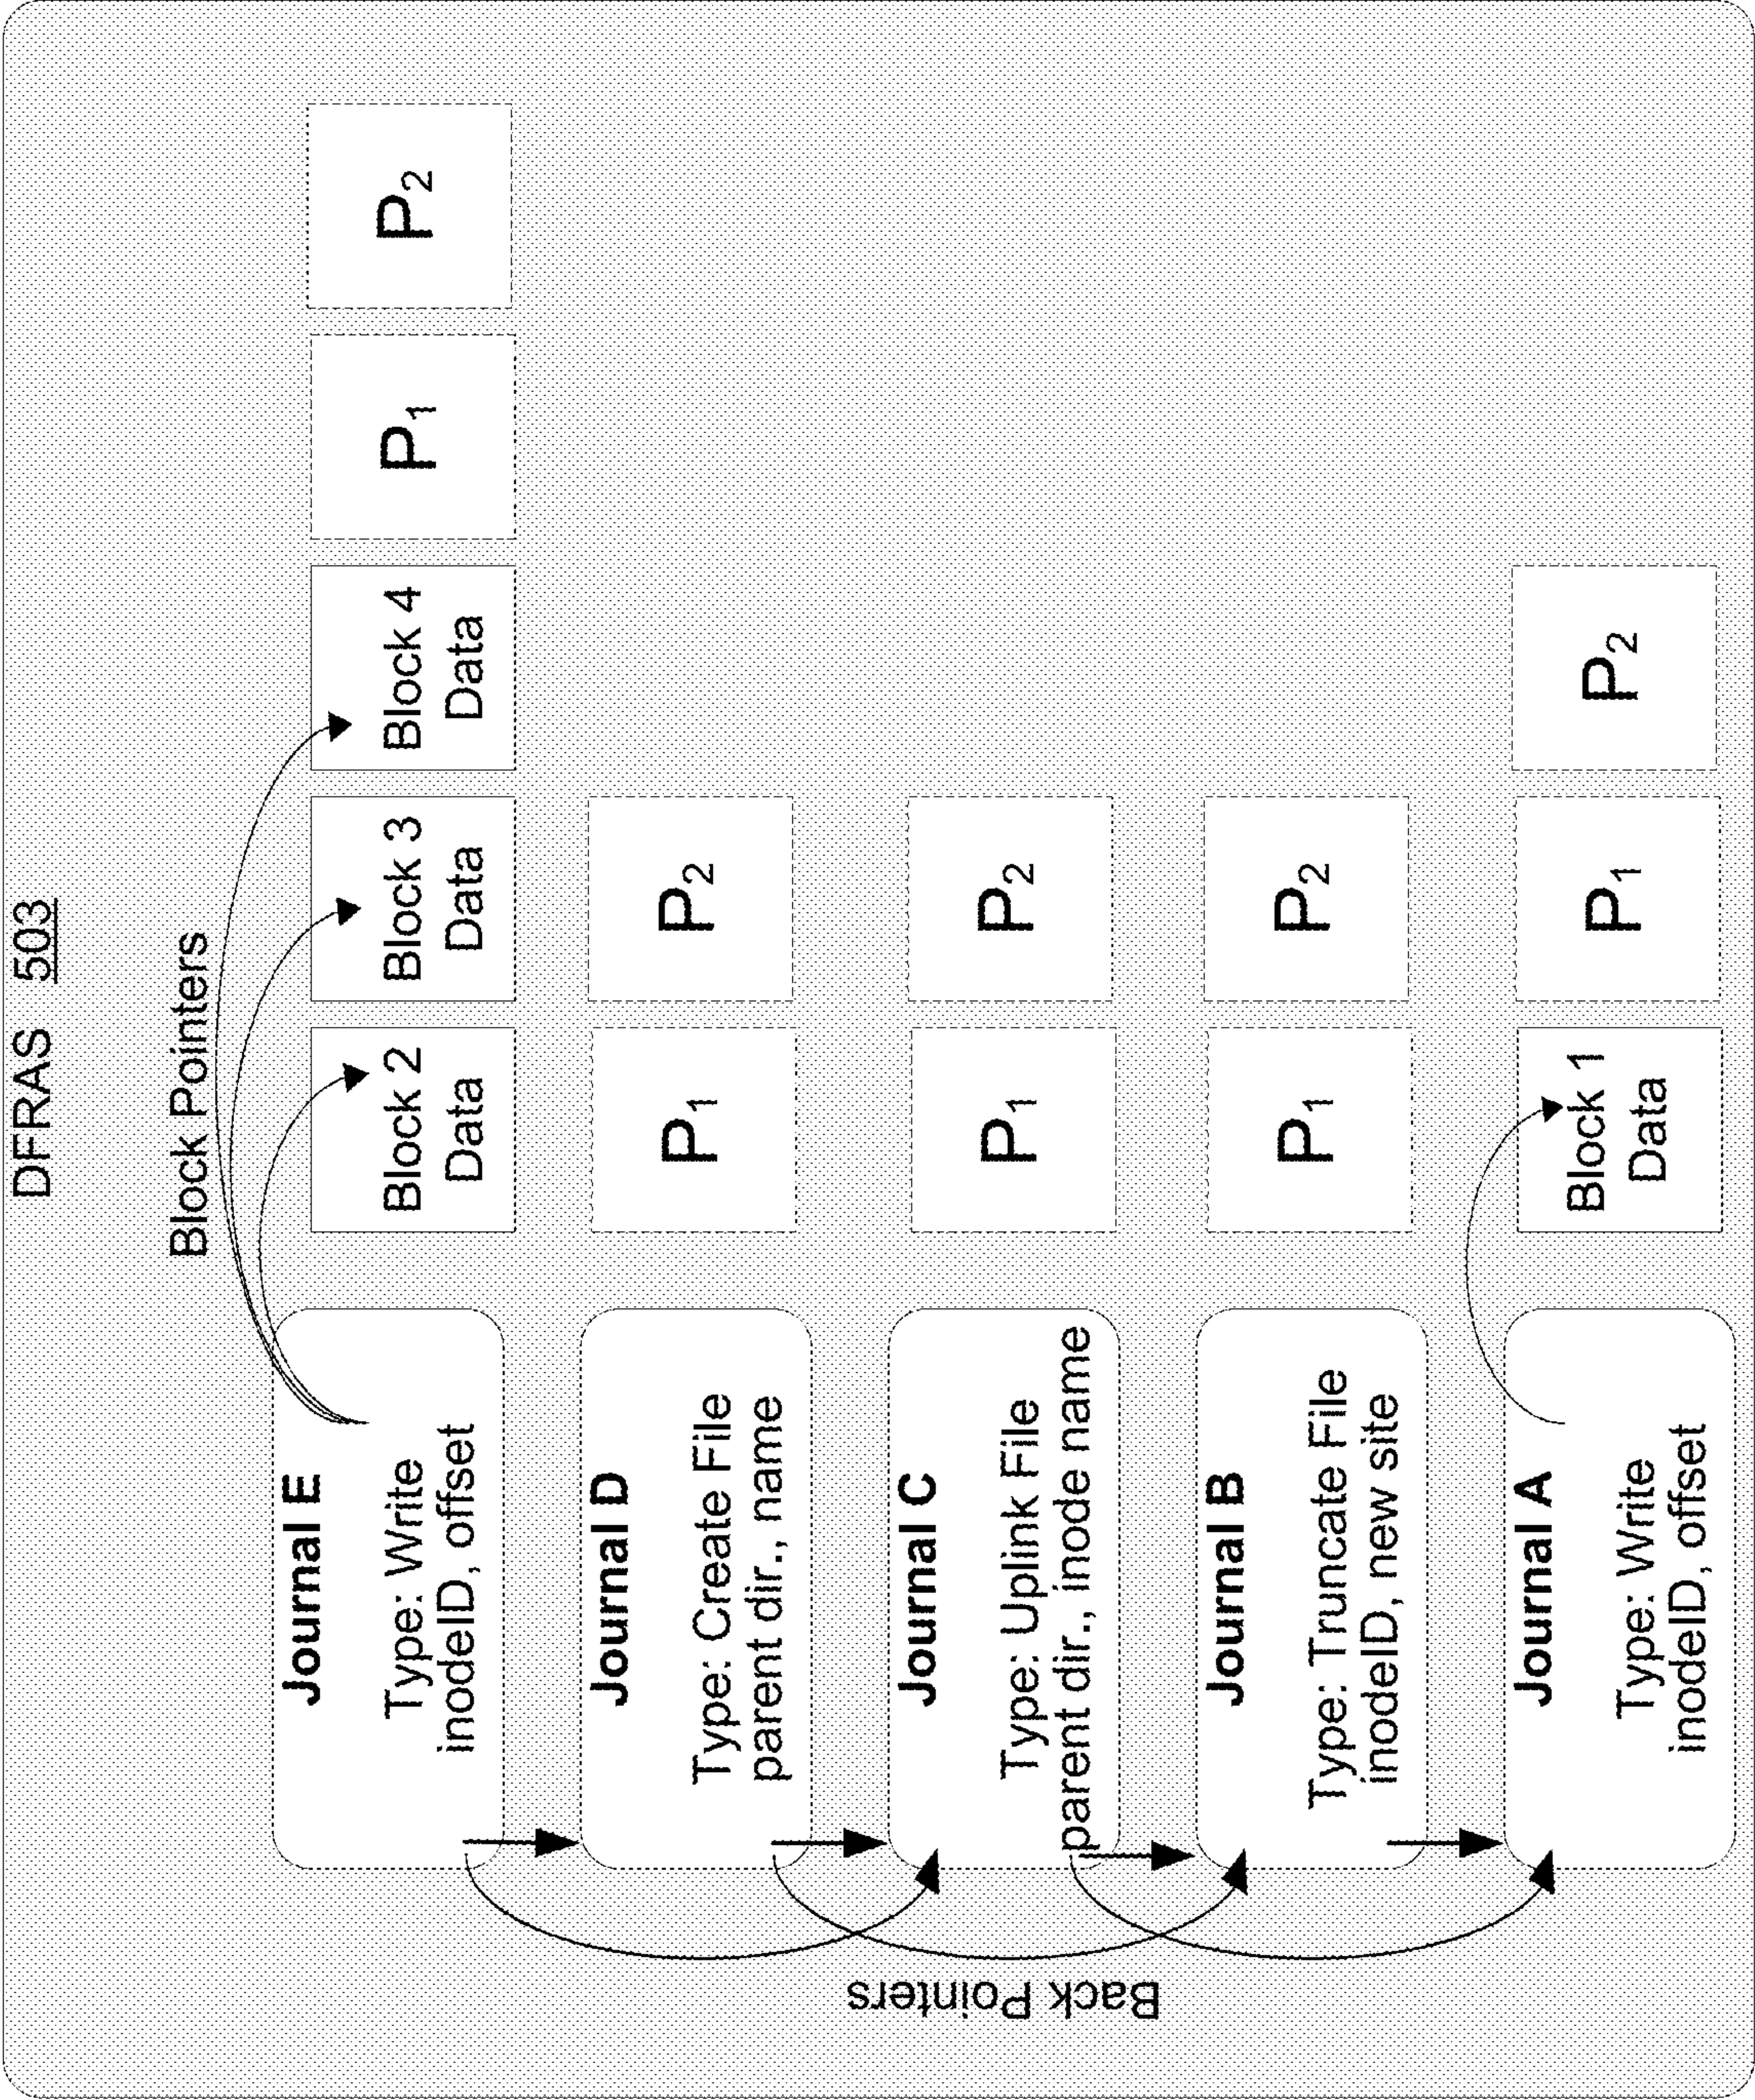 DFRAS 503
Block Pointers
Journal E
Type: Write
inodeID, offset
Block 2
Data
Block 3
Data
Block 4
Data
P1
P2
Journal D
Type: Create File
parent dir., name
P1
P2
Back Pointers
Journal C
Type: Uplink File
parent dir., inode name
P1
P2
Journal B
Type: Truncate File
inodeID, new site
P1
P2
Journal A
Type: Write
inodeID, offset
Block 1
Data
P1
P2